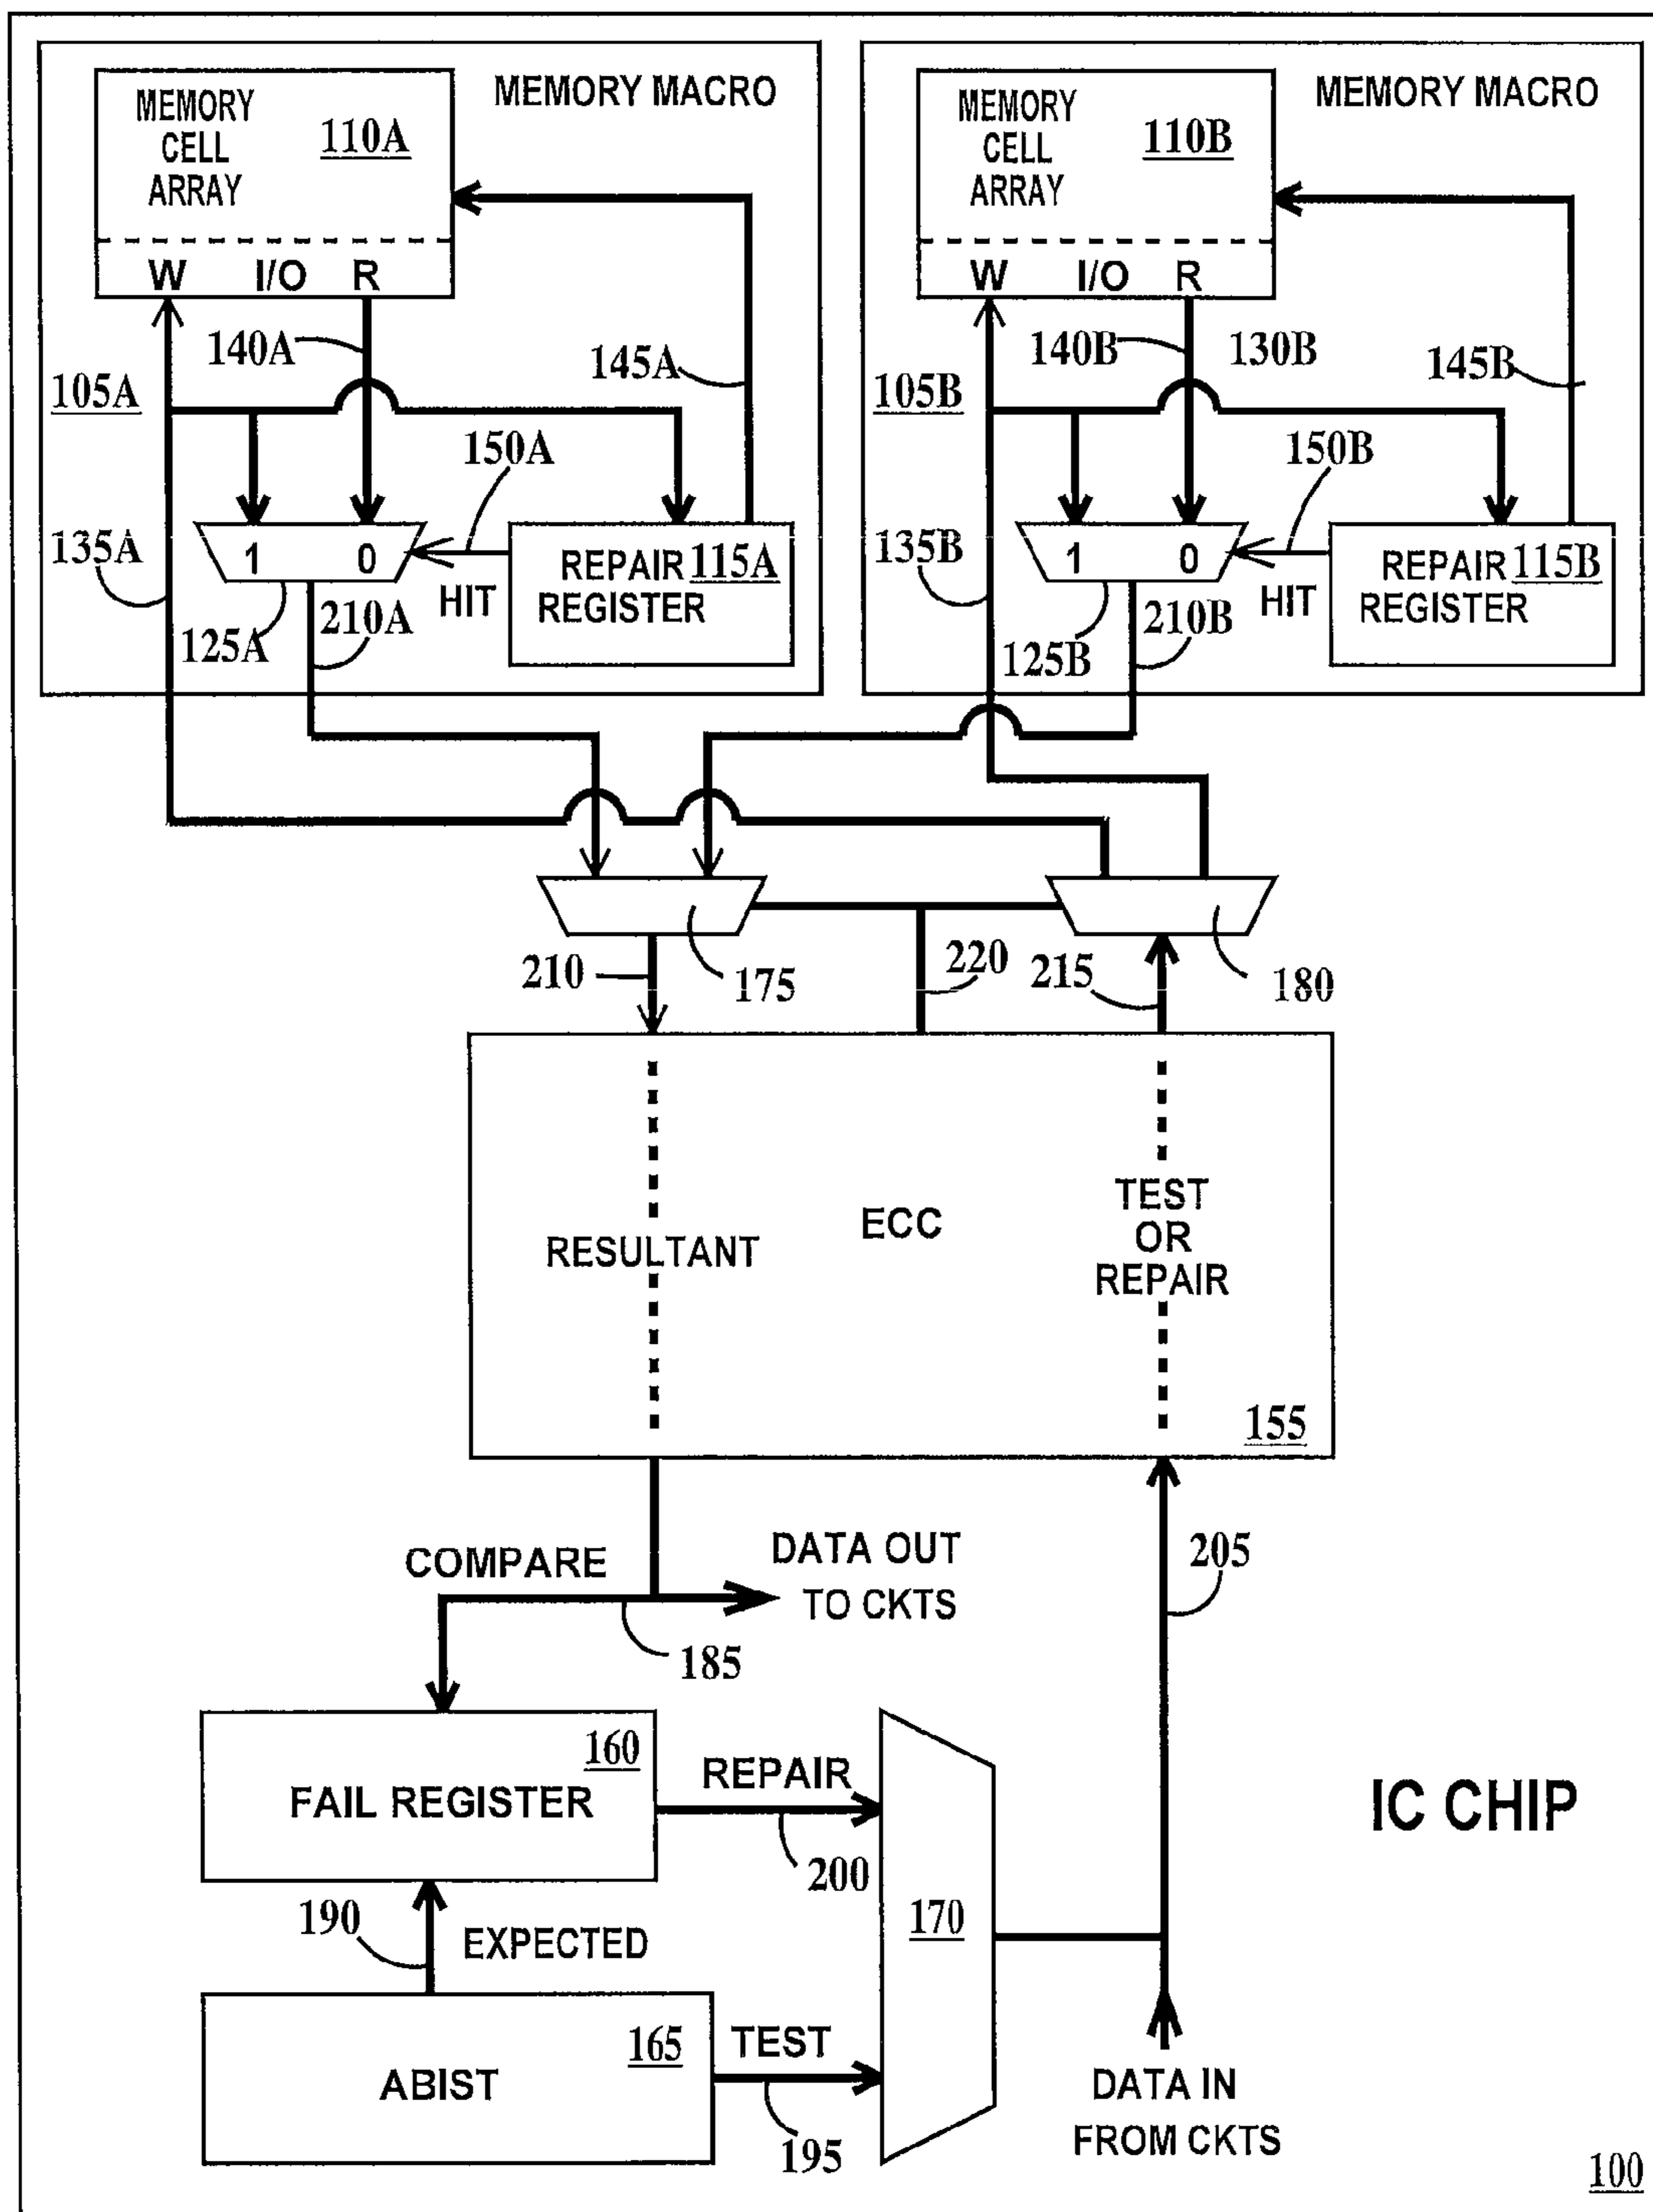 MEMORY MACRO
MEMORY
CELL
ARRAY
110A
W I/O R
140A
145A
105A
150A
135A
1 0
HIT
REPAIR 115A
REGISTER
125A
210A
MEMORY MACRO
MEMORY
CELL
ARRAY
110B
W I/O R
140B
130B
145B
105B
150B
135B
1 0
HIT
REPAIR 115B
REGISTER
125B
210B
210
175
220
215
180
RESULTANT
ECC
TEST
OR
REPAIR
155
COMPARE
DATA OUT
TO CKTS
185
205
160
FAIL REGISTER
REPAIR
200
170
IC CHIP
190
EXPECTED
165
ABIST
TEST
195
DATA IN
FROM CKTS
100